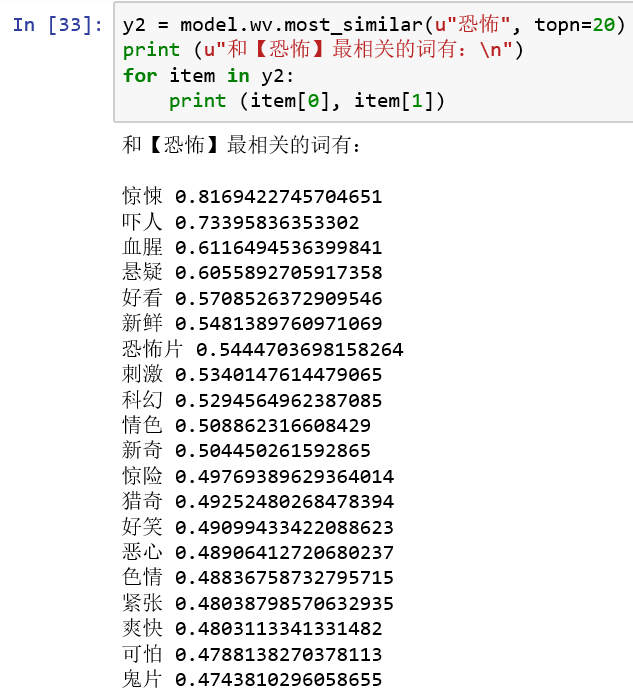 In [33]: y2 = model.wv.most_similar(u"恐怖", topn=20)
print (u"和【恐怖】最相关的词有：\n")
for item in y2:
    print (item[0], item[1])
和【恐怖】最相关的词有：
惊悚 0.8169422745704651
吓人 0.73395836353302
血腥 0.6116494536399841
悬疑 0.6055892705917358
好看 0.5708526372909546
新鲜 0.5481389760971069
恐怖片 0.5444703698158264
刺激 0.5340147614479065
科幻 0.5294564962387085
情色 0.508862316608429
新奇 0.504450261592865
惊险 0.49769389629364014
猎奇 0.49252480268478394
好笑 0.49099433422088623
恶心 0.48906412720680237
色情 0.48836758732795715
紧张 0.48038798570632935
爽快 0.4803113341331482
可怕 0.4788138270378113
鬼片 0.4743810296058655